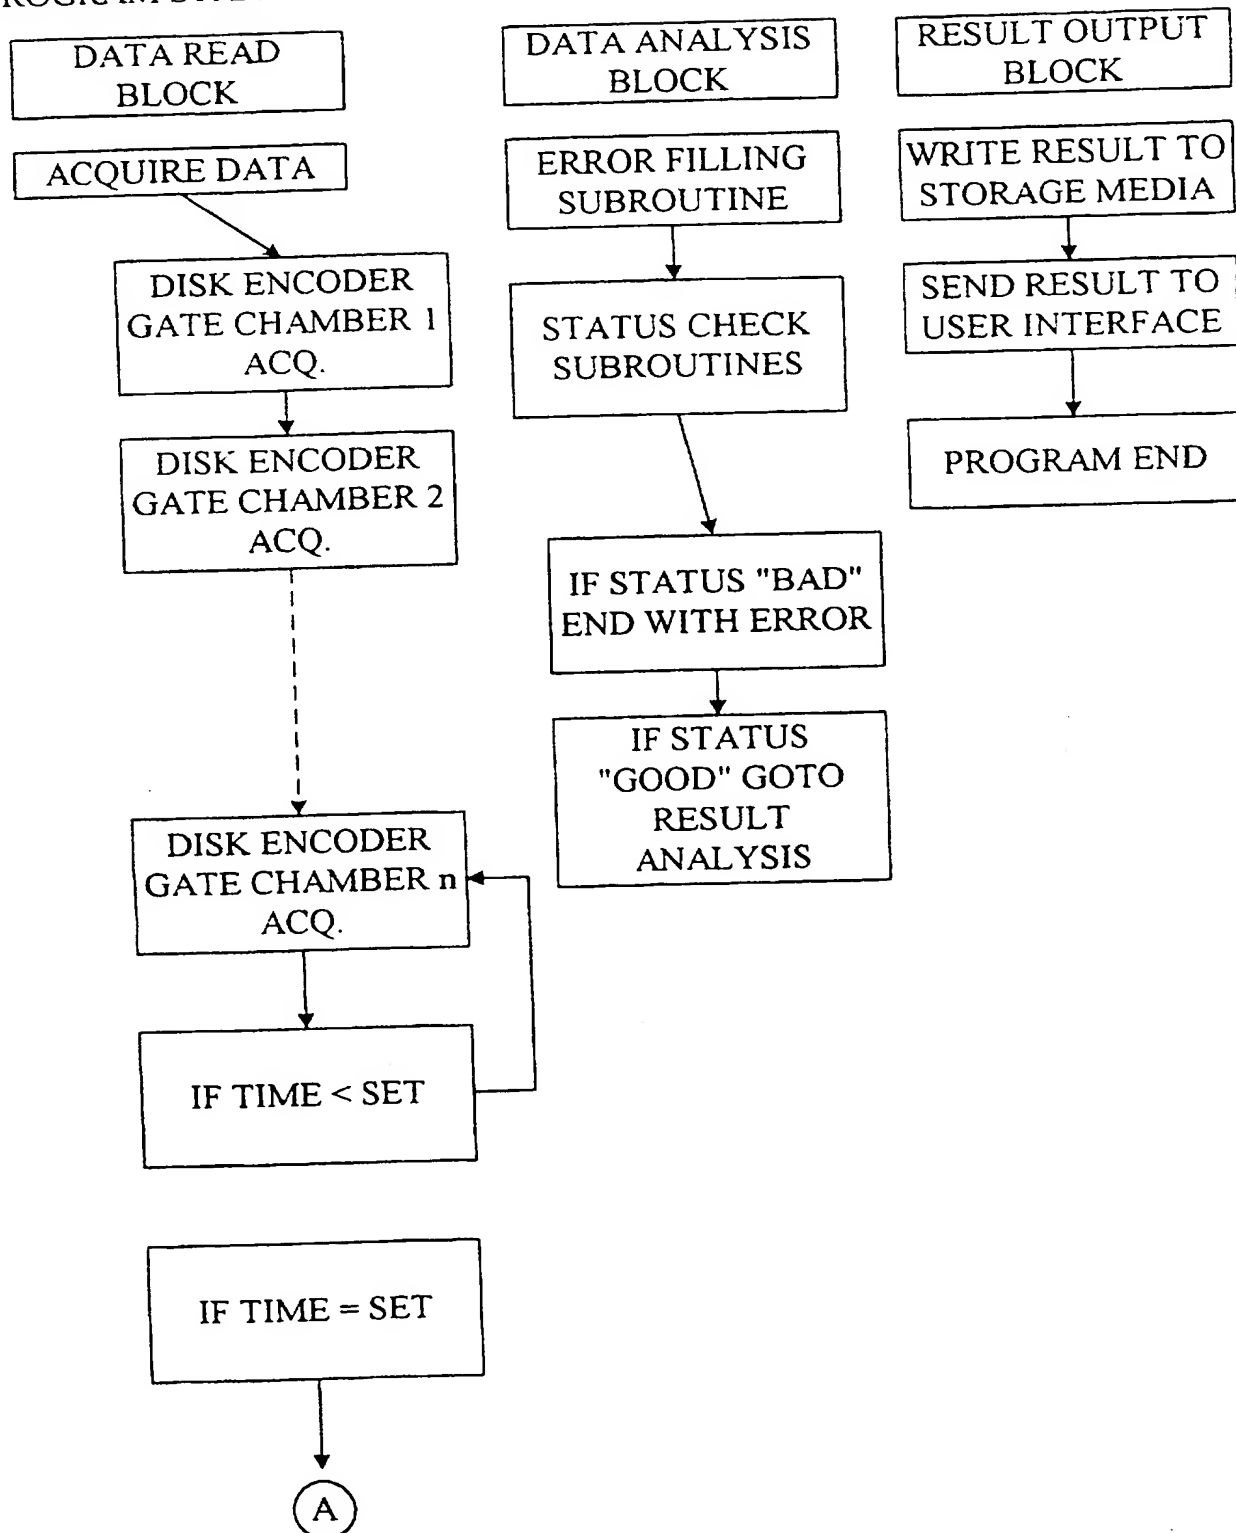 DATA READ
BLOCK
ACQUIRE DATA
DISK ENCODER
GATE CHAMBER 1
ACQ.
DISK ENCODER
GATE CHAMBER 2
ACQ.
DISK ENCODER
GATE CHAMBER n
ACQ.
IF TIME < SET
IF TIME = SET
A
DATA ANALYSIS
BLOCK
ERROR FILLING
SUBROUTINE
STATUS CHECK
SUBROUTINES
IF STATUS "BAD"
END WITH ERROR
IF STATUS
"GOOD" GOTO
RESULT
ANALYSIS
RESULT OUTPUT
BLOCK
WRITE RESULT TO
STORAGE MEDIA
SEND RESULT TO
USER INTERFACE
PROGRAM END